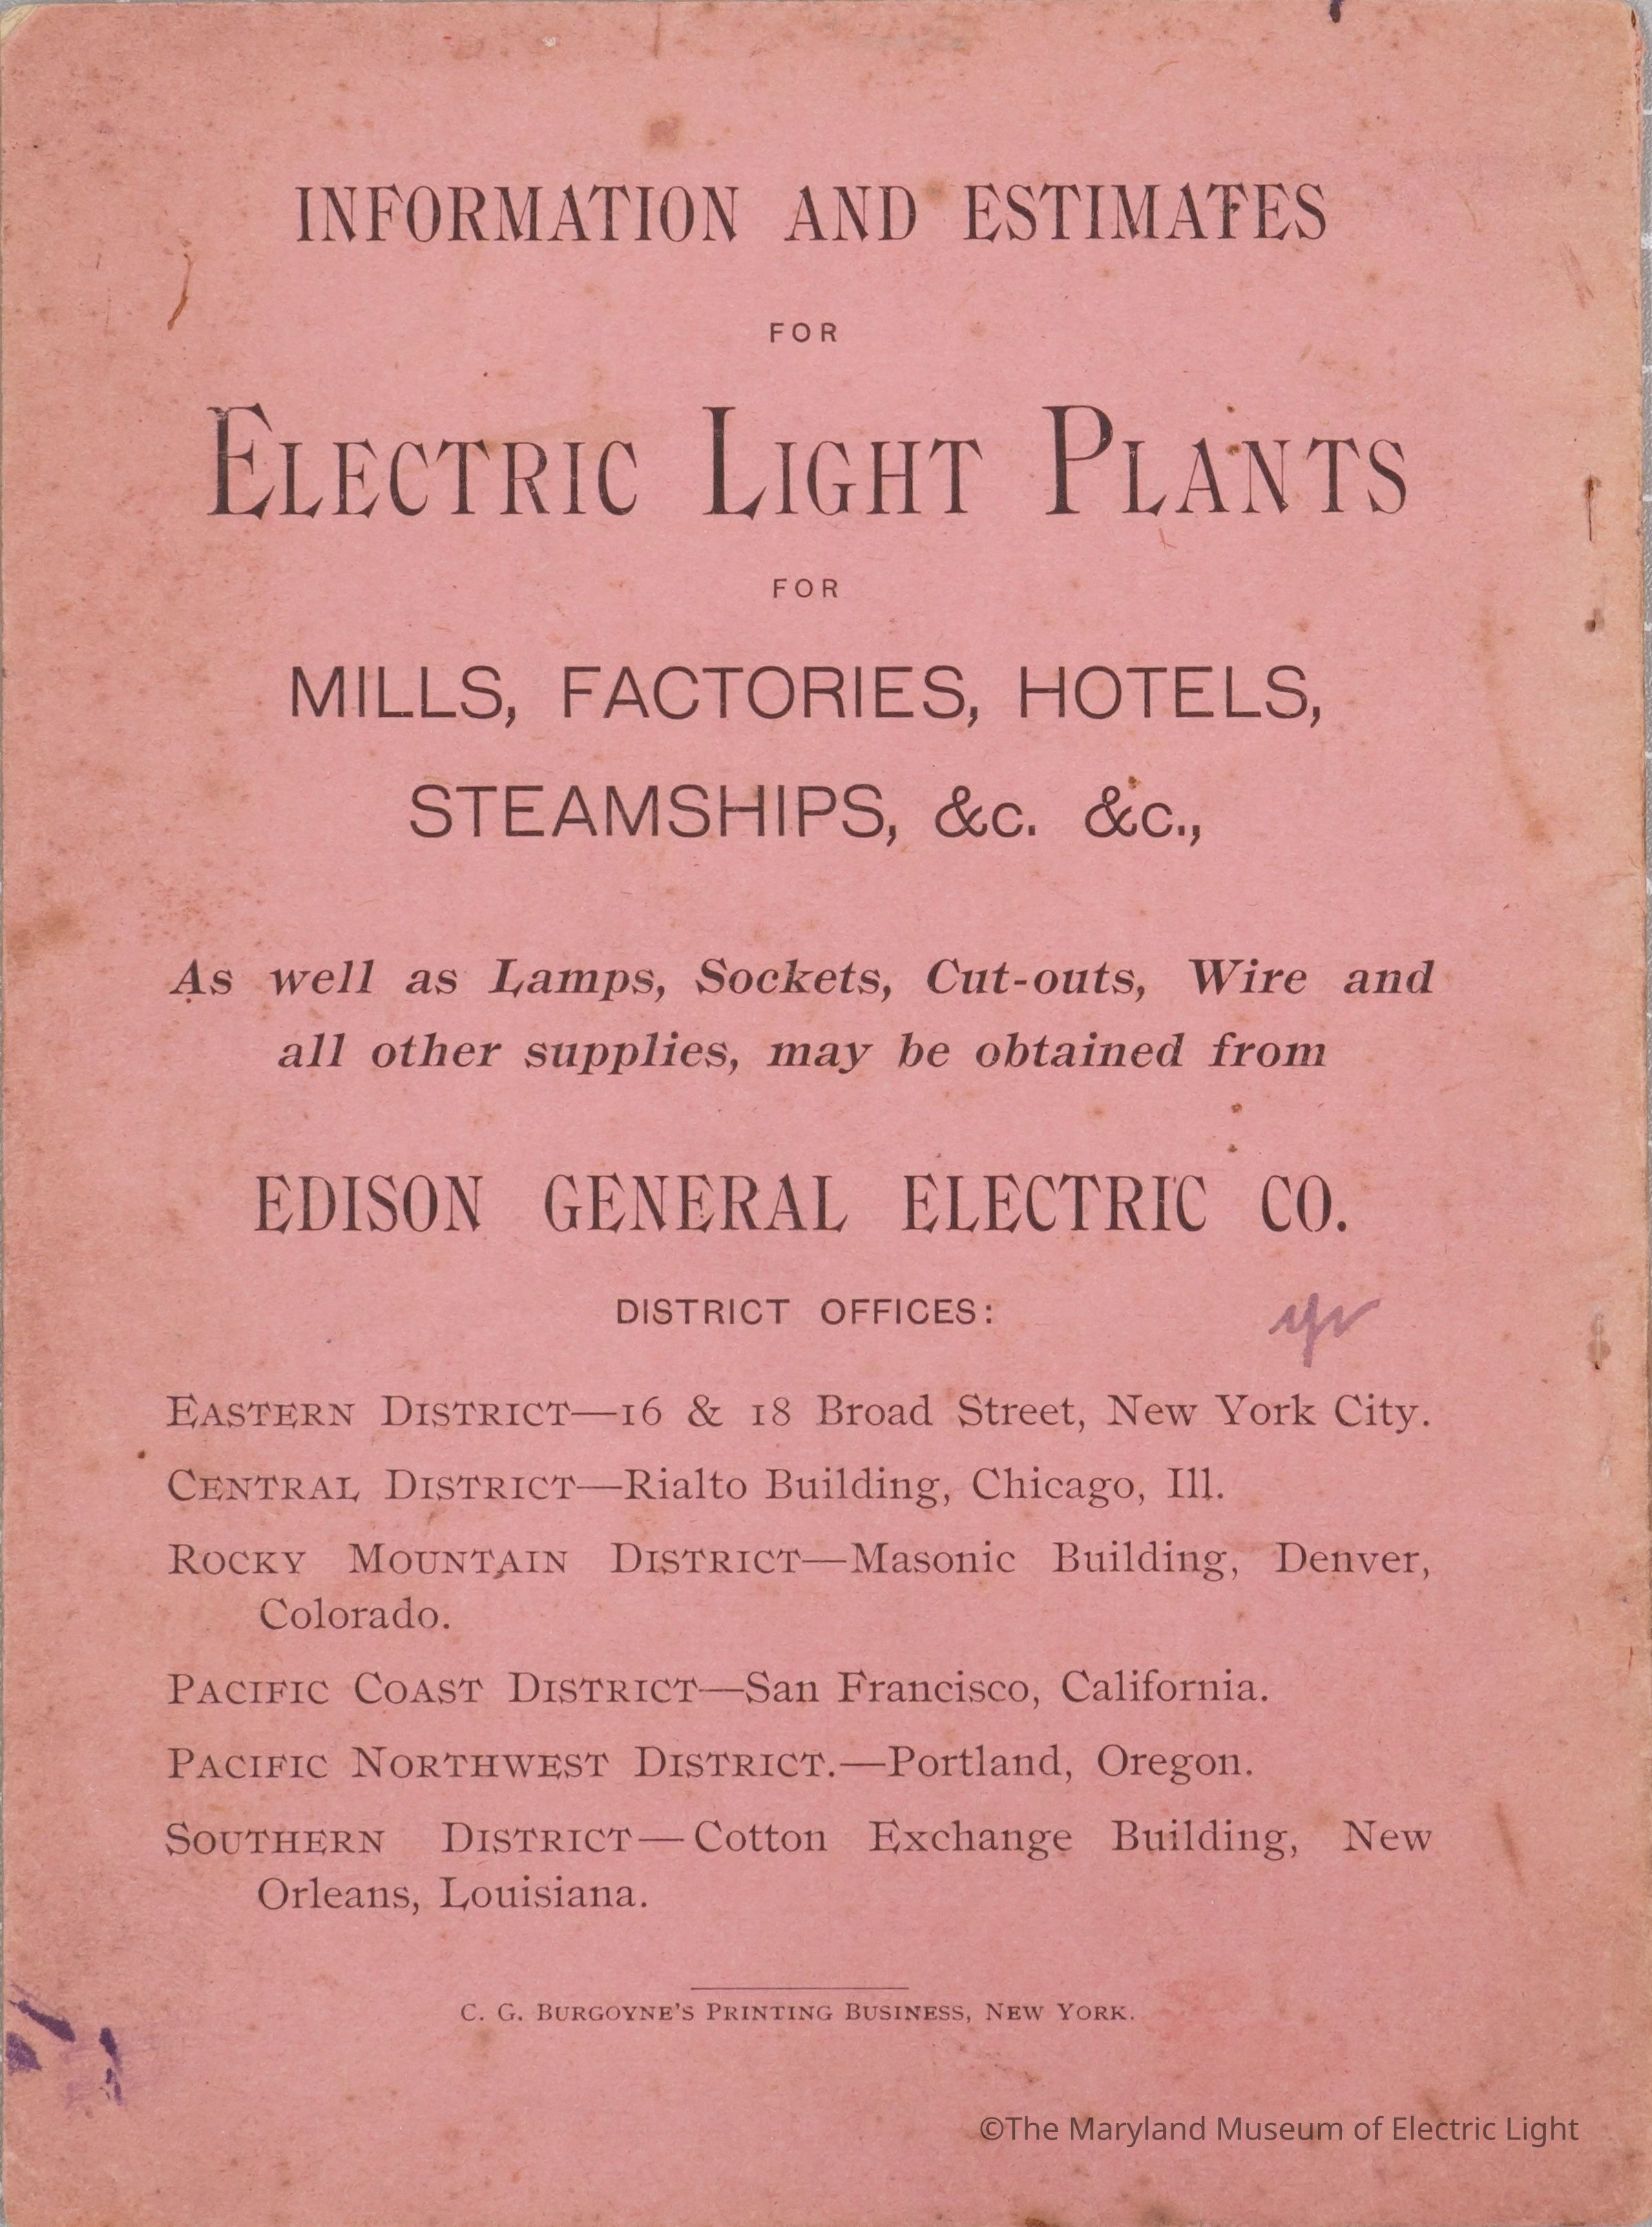 INFORMATION AND ESTIMATES
FOR
ELECTRIC LIGHT PLANTS
FOR
MILLS, FACTORIES, HOTELS,
STEAMSHIPS, &c. &c.,
As well as Lamps, Sockets, Cut-outs, Wire and
all other supplies, may be obtained from
EDISON GENERAL ELECTRIC CO.
DISTRICT OFFICES:
EASTERN DISTRICT—16 & 18 Broad Street, New York City.
CENTRAL DISTRICT—Rialto Building, Chicago, Ill.
ROCKY MOUNTAIN DISTRICT—Masonic Building, Denver,
Colorado.
PACIFIC COAST DISTRICT—San Francisco, California.
PACIFIC NORTHWEST DISTRICT.—Portland, Oregon.
SOUTHERN DISTRICT—Cotton Exchange Building, New
Orleans, Louisiana.
C. G. BURGOYNE'S PRINTING BUSINESS, NEW YORK.
©The Maryland Museum of Electric Light